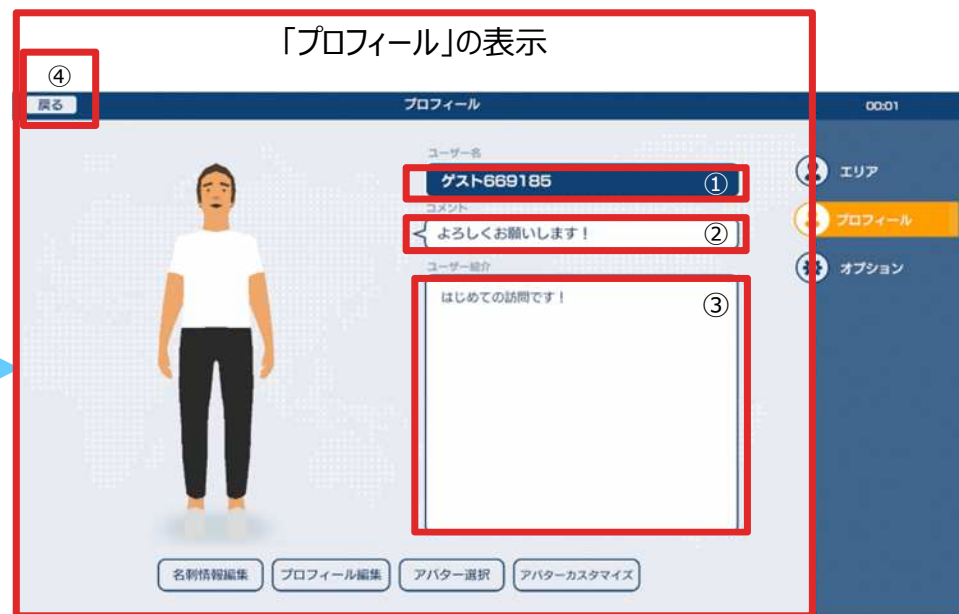 「プロフィール」の表示
④
戻る
プロフィール
00:01
ユーザー名
ゲスト669185
①
コメント
よろしくお願いします!
②
ユーザー紹介
はじめての訪問です!
③
エリア
プロフィール
オプション
名刺情報編集
プロフィール編集
アバター選択
アバターカスタマイズ